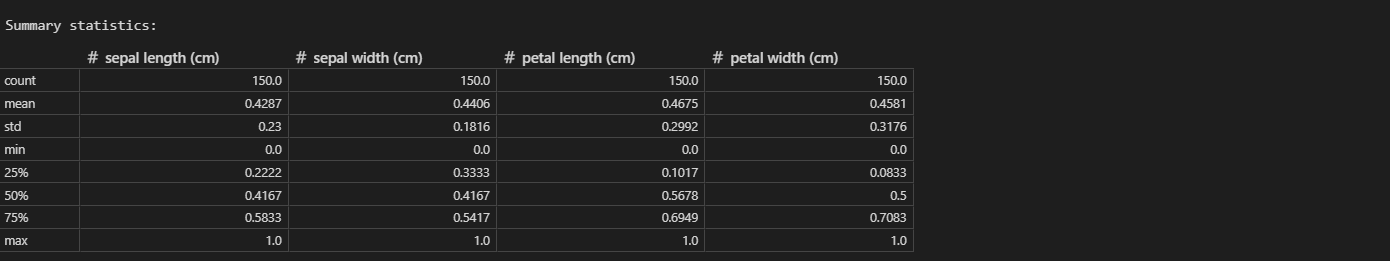 Summary statistics:
# sepal length (cm) # sepal width (cm) # petal length (cm) # petal width (cm)
count 150.0 150.0 150.0 150.0
mean 0.4287 0.4406 0.4675 0.4581
std 0.23 0.1816 0.2992 0.3176
min 0.0 0.0 0.0 0.0
25% 0.2222 0.3333 0.1017 0.0833
50% 0.4167 0.4167 0.5678 0.5
75% 0.5833 0.5417 0.6949 0.7083
max 1.0 1.0 1.0 1.0